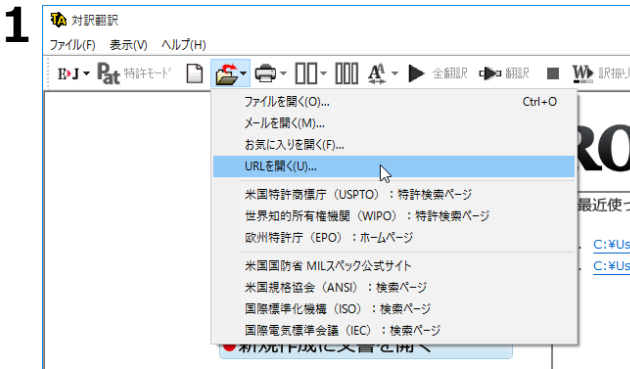 1
対訳翻訳
ファイル(F) 表示(V) ヘルプ(H)
E▸J Pat 特許モード A A 全翻訳 翻訳 W 訳振り
ファイルを開く(O)... Ctrl+O
メールを開く(M)...
お気に入りを開く(F)...
URLを開く(U)...
RO
米国特許商標庁（USPTO）：特許検索ページ
最近使っ
世界知的所有権機関（WIPO）：特許検索ページ
欧州特許庁（EPO）：ホームページ
C:¥Us
米国国防省 MILスペック公式サイト
C:¥Us
米国規格協会（ANSI）：検索ページ
国際標準化機構（ISO）：検索ページ
国際電気標準会議（IEC）：検索ページ